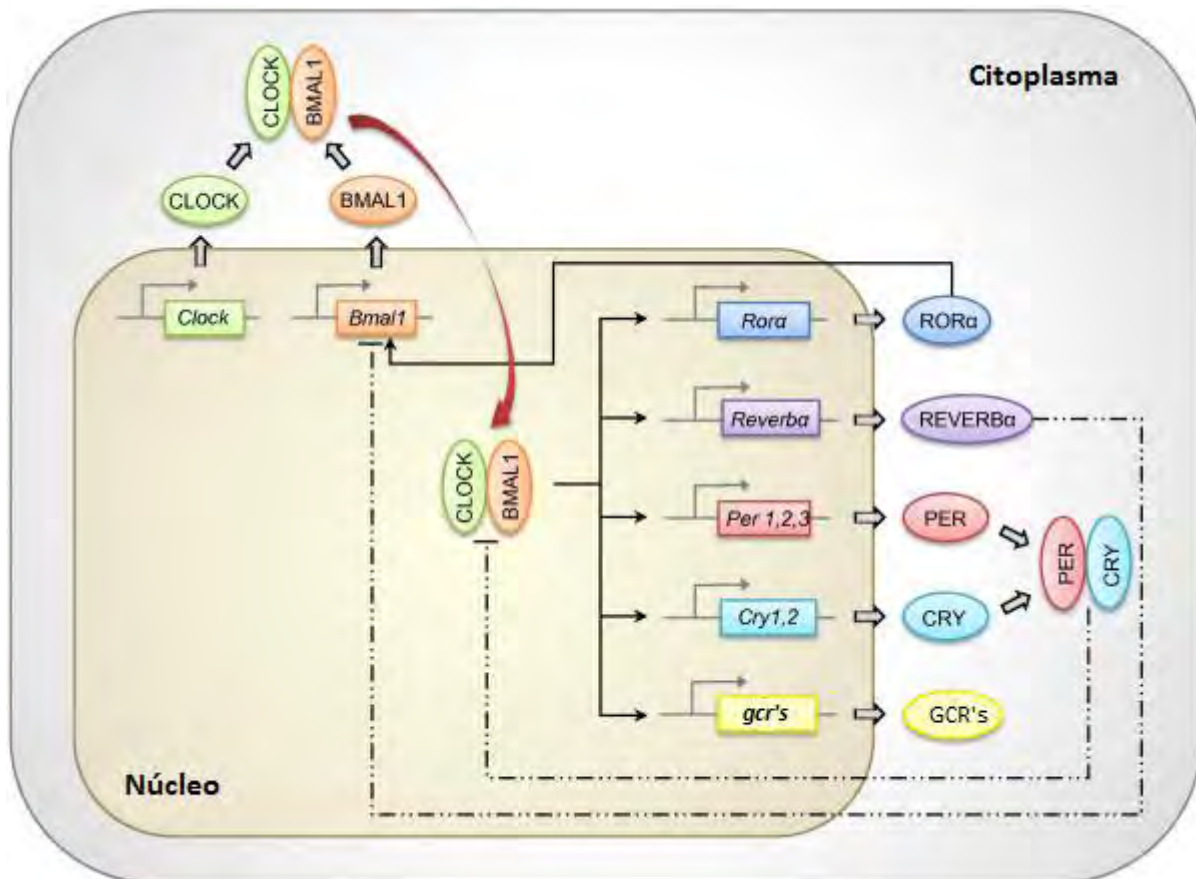 Citoplasma
CLOCK
BMAL1
CLOCK
BMAL1
Clock
Bmal1
Rorα
RORα
Reverbα
REVERBα
CLOCK
BMAL1
Per 1,2,3
PER
PER
CRY
Cry1,2
CRY
gcr's
GCR's
Núcleo